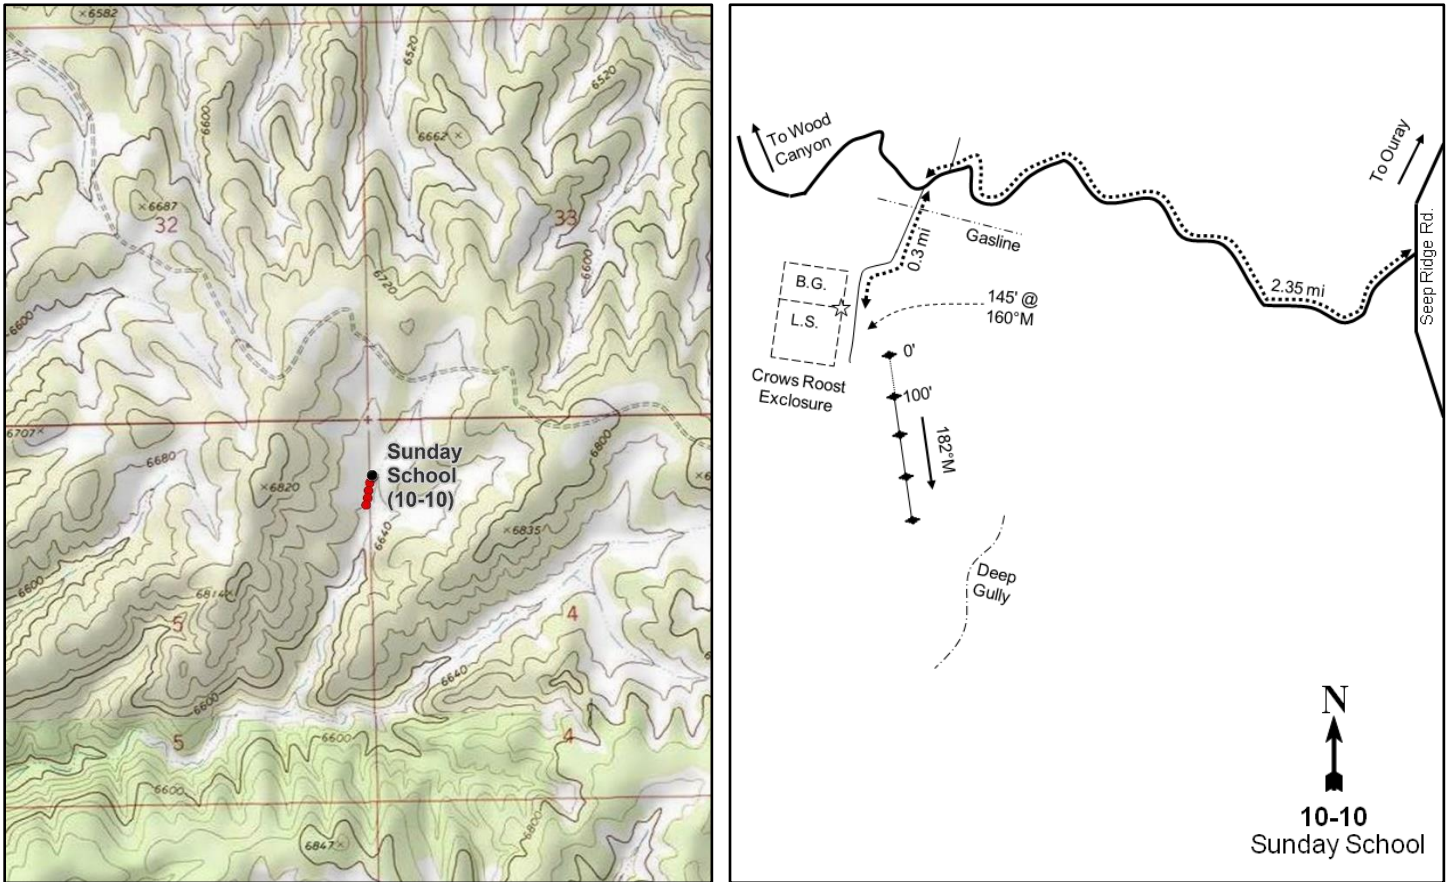 ×6582
6520
6520
6600
6662 ×
×6687
32
33
6600
6720
6600
6707×
6680
6800
Sunday
School
(10-10)
×6820
×6835
6640
6600
6814×
5
4
6640
6600
5
6600
4
6600
6800
6847×
To Wood
Canyon
To Ouray
Gasline
0.3 mi
Seep Ridge Rd.
B.G.
2.35 mi
145' @
160°M
L.S.
0'
Crows Roost
Exclosure
100'
182°M
Deep
Gully
N
10-10
Sunday School